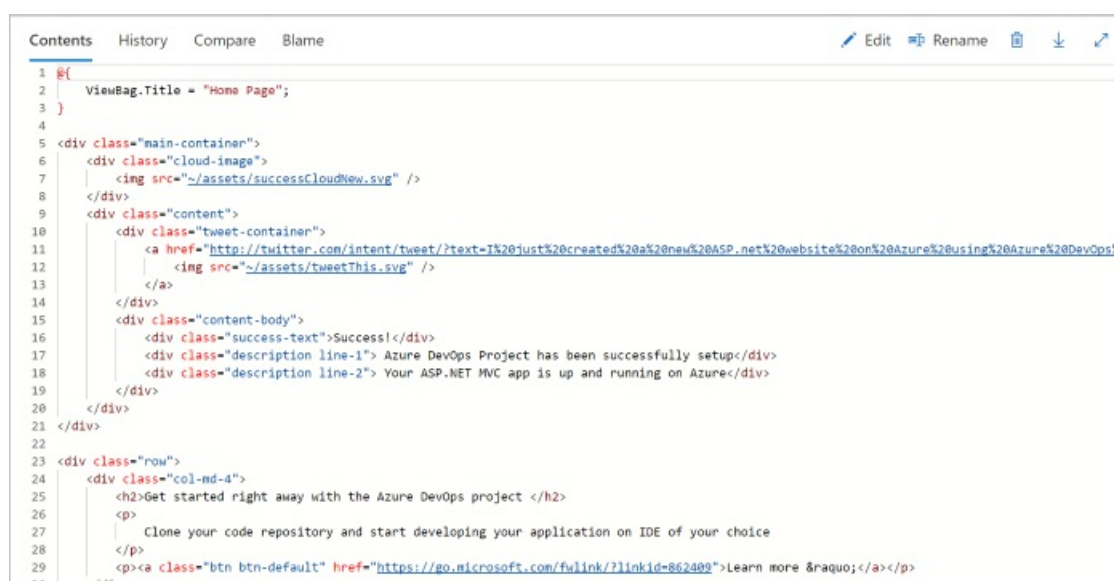 Contents History Compare Blame Edit Rename
1 @{
2     ViewBag.Title = "Home Page";
3 }
4
5 <div class="main-container">
6     <div class="cloud-image">
7         <img src="~/assets/successCloudNew.svg" />
8     </div>
9     <div class="content">
10         <div class="tweet-container">
11             <a href="http://twitter.com/intent/tweet/?text=I%20just%20created%20a%20new%20ASP.net%20website%20on%20Azure%20using%20Azure%20DevOps%
12                 <img src="~/assets/tweetThis.svg" />
13             </a>
14         </div>
15         <div class="content-body">
16             <div class="success-text">Success!</div>
17             <div class="description line-1"> Azure DevOps Project has been successfully setup</div>
18             <div class="description line-2"> Your ASP.NET MVC app is up and running on Azure</div>
19         </div>
20     </div>
21 </div>
22
23 <div class="row">
24     <div class="col-md-4">
25         <h2>Get started right away with the Azure DevOps project </h2>
26         <p>
27             Clone your code repository and start developing your application on IDE of your choice
28         </p>
29         <p><a class="btn btn-default" href="https://go.microsoft.com/fwlink/?linkid=862409">Learn more &raquo;</a></p>